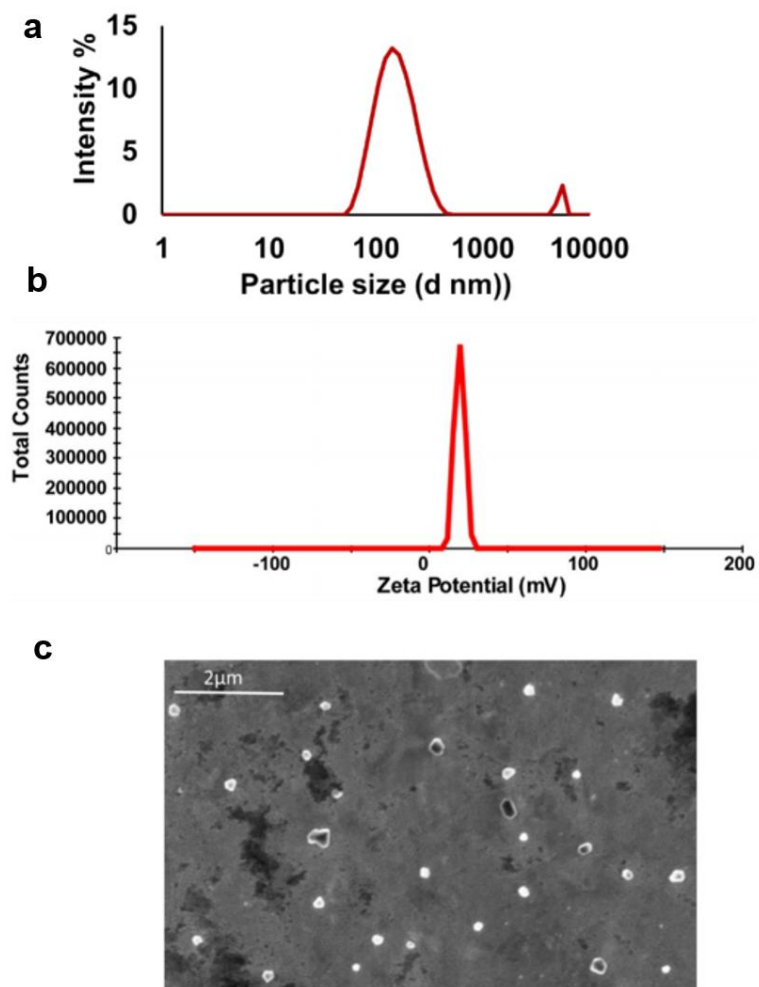 a
Intensity %
15
10
5
0
1 10 100 1000 10000
Particle size (d nm))
b
Total Counts
700000
600000
500000
400000
300000
200000
100000
0
-100 0 100 200
Zeta Potential (mV)
c
2μm